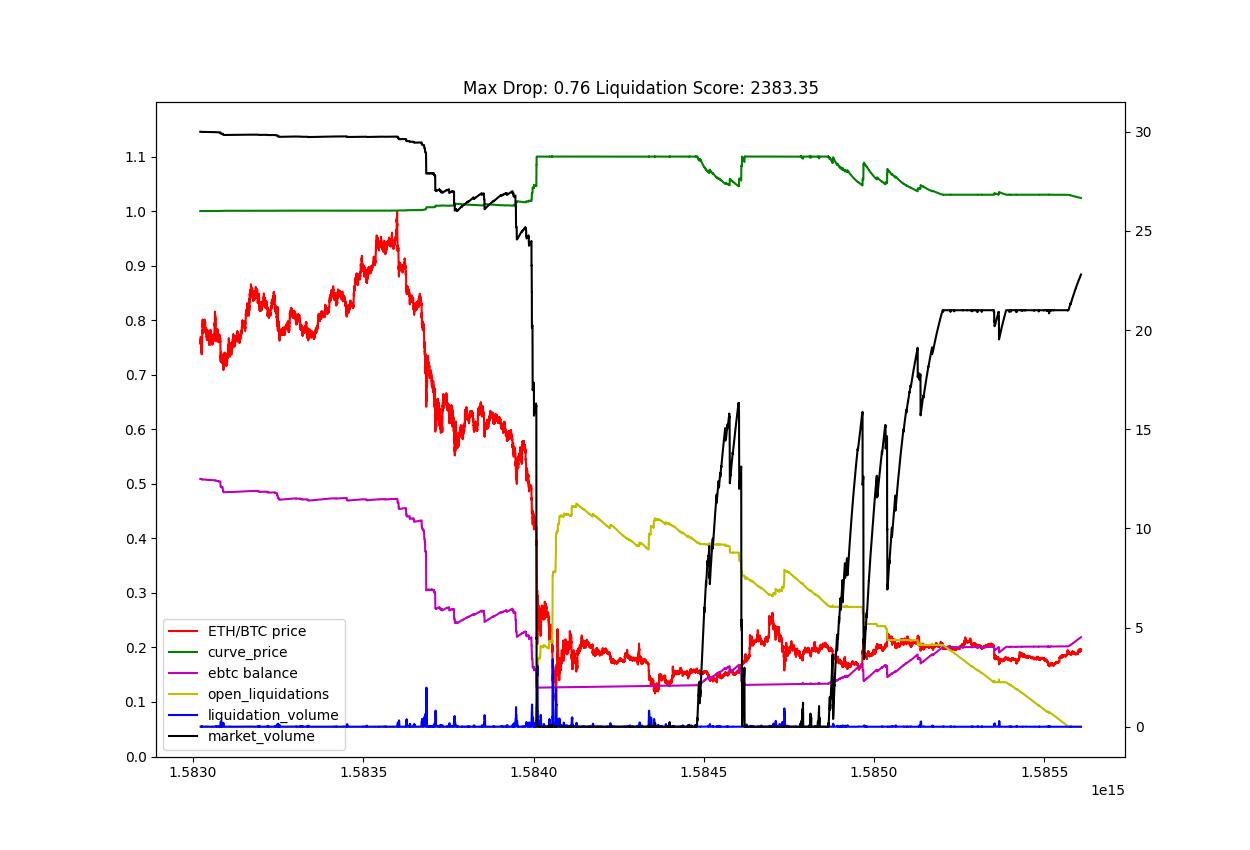 Max Drop: 0.76 Liquidation Score: 2383.35
1.1
1.0
0.9
0.8
0.7
0.6
0.5
0.4
0.3
0.2
0.1
0.0
30
25
20
15
10
5
0
ETH/BTC price
curve_price
ebtc balance
open_liquidations
liquidation_volume
market_volume
1.5830 1.5835 1.5840 1.5845 1.5850 1.5855
1e15